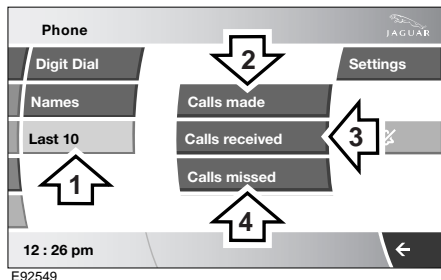 Phone
JAGUAR
Digit Dial
2
Settings
Names
Calls made
Last 10
Calls received
3
1
Calls missed
4
12 : 26 pm
E92549